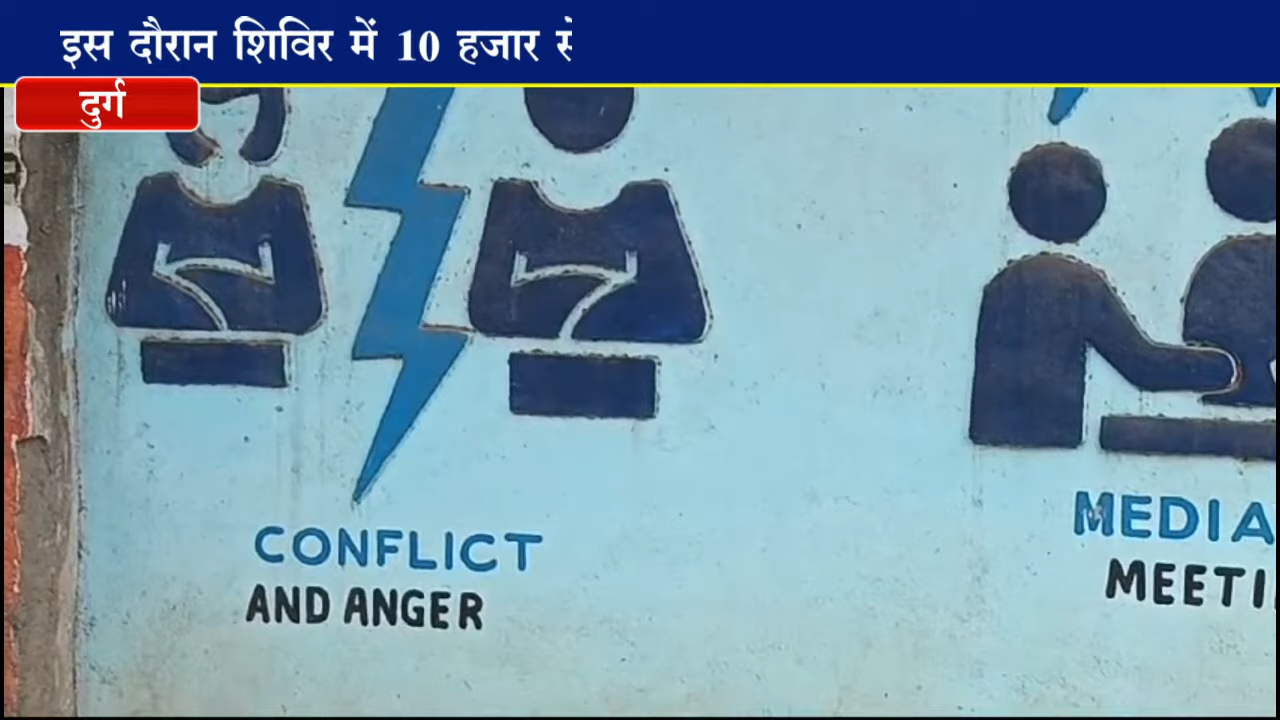 इस दौरान शिविर में 10 हजार से
दुर्ग
CONFLICT
AND ANGER
MEDIA
MEETI